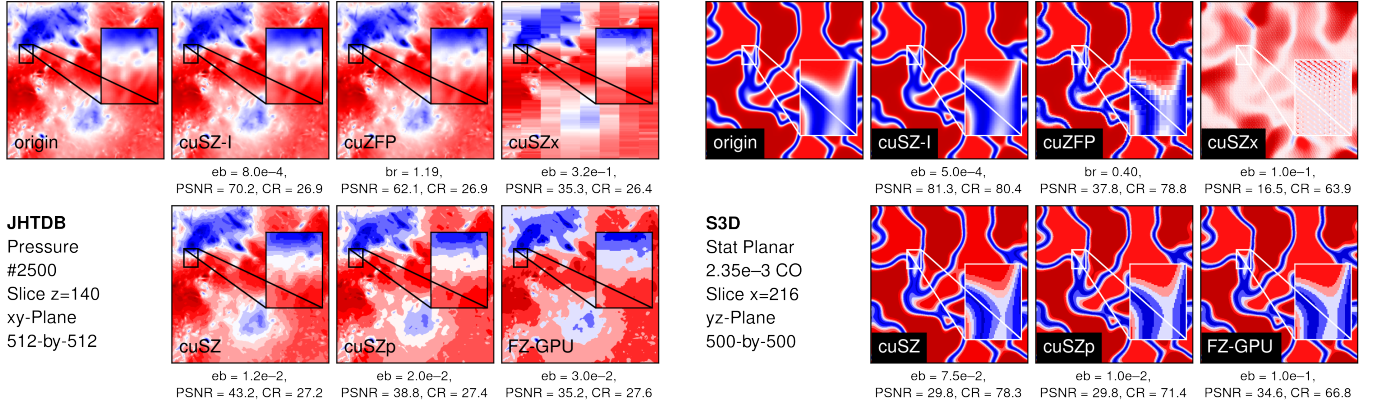 origin
cuSZ-I
cuZFP
cuSZx
eb = 8.0e–4,
PSNR = 70.2, CR = 26.9
br = 1.19,
PSNR = 62.1, CR = 26.9
eb = 3.2e–1,
PSNR = 35.3, CR = 26.4
JHTDB
Pressure
#2500
Slice z=140
xy-Plane
512-by-512
cuSZ
cuSZp
FZ-GPU
eb = 1.2e–2,
PSNR = 43.2, CR = 27.2
eb = 2.0e–2,
PSNR = 38.8, CR = 27.4
eb = 3.0e–2,
PSNR = 35.2, CR = 27.6
origin
cuSZ-I
cuZFP
cuSZx
eb = 5.0e–4,
PSNR = 81.3, CR = 80.4
br = 0.40,
PSNR = 37.8, CR = 78.8
eb = 1.0e–1,
PSNR = 16.5, CR = 63.9
S3D
Stat Planar
2.35e–3 CO
Slice x=216
yz-Plane
500-by-500
cuSZ
cuSZp
FZ-GPU
eb = 7.5e–2,
PSNR = 29.8, CR = 78.3
eb = 1.0e–2,
PSNR = 29.8, CR = 71.4
eb = 1.0e–1,
PSNR = 34.6, CR = 66.8